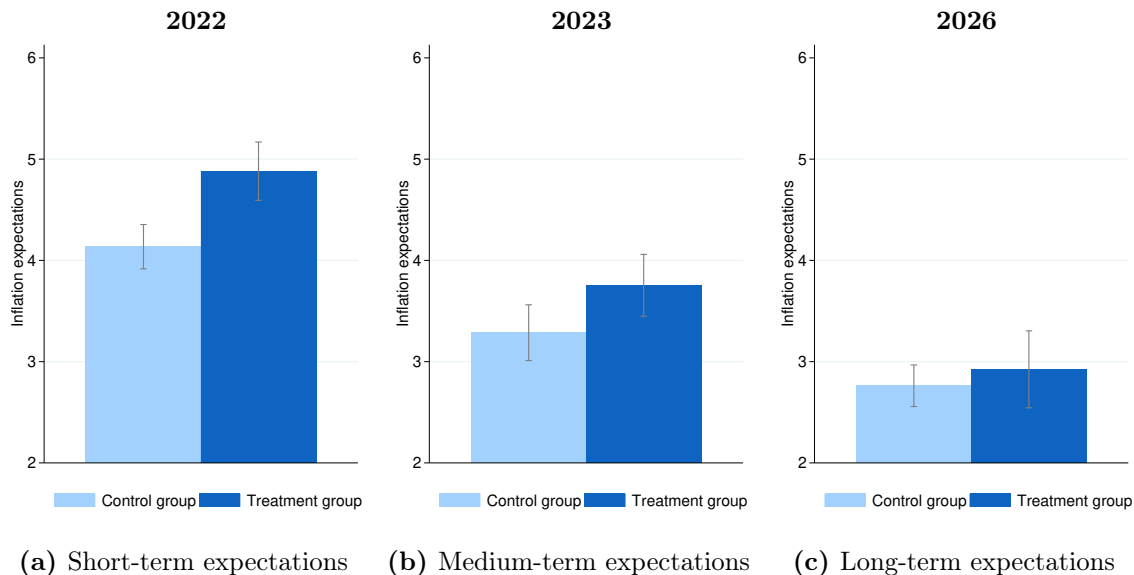 2022
6
5
4
3
2
Inflation expectations
Control group Treatment group
(a) Short-term expectations
2023
6
5
4
3
2
Inflation expectations
Control group Treatment group
(b) Medium-term expectations
2026
6
5
4
3
2
Inflation expectations
Control group Treatment group
(c) Long-term expectations